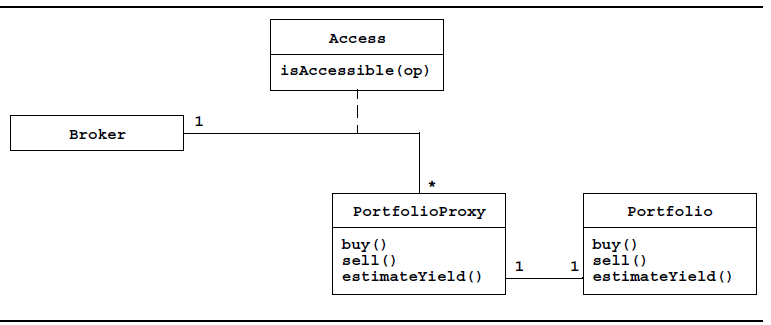 Access
isAccessible(op)
1
Broker
*
PortfolioProxy
Portfolio
buy()
sell()
estimateYield()
buy()
sell()
estimateYield()
1
1